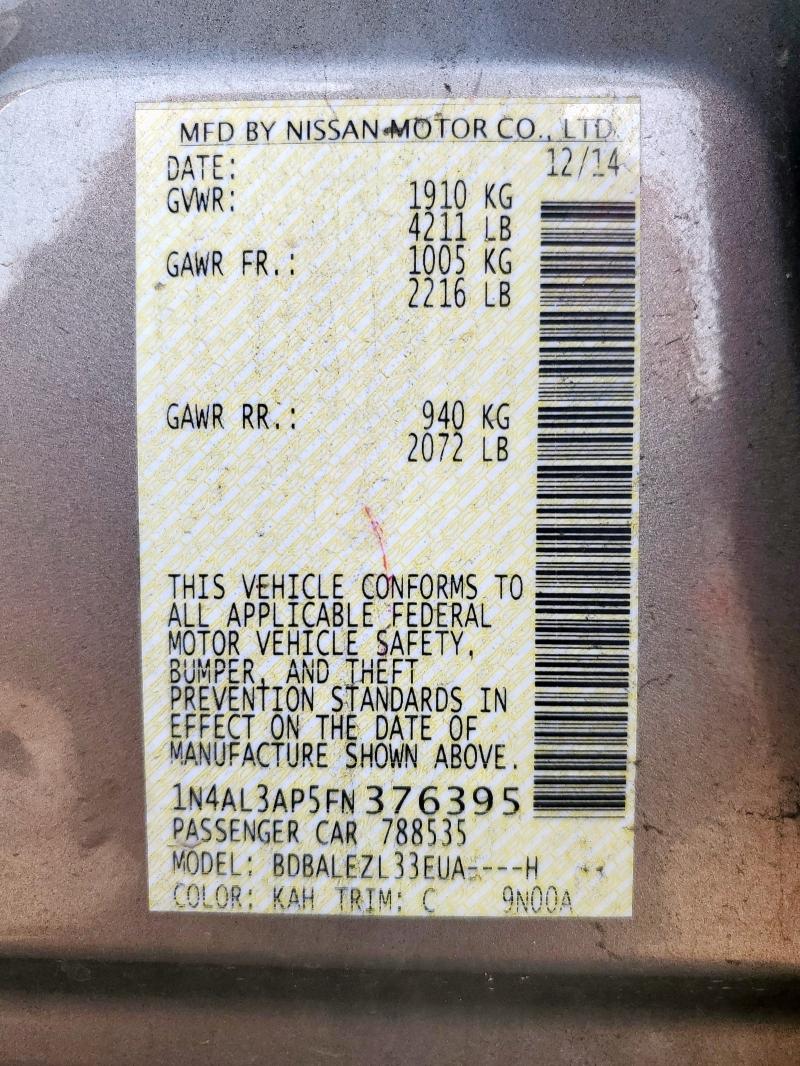 MFD BY NISSAN MOTOR CO., LTD.
DATE: 12/14
GVWR: 1910 KG
4211 LB
GAWR FR.: 1005 KG
2216 LB
GAWR RR.: 940 KG
2072 LB
THIS VEHICLE CONFORMS TO
ALL APPLICABLE FEDERAL
MOTOR VEHICLE SAFETY,
BUMPER, AND THEFT
PREVENTION STANDARDS IN
EFFECT ON THE DATE OF
MANUFACTURE SHOWN ABOVE.
1N4AL3AP5FN 376395
PASSENGER CAR 788535
MODEL: BDBALEZL33EUA----H
COLOR: KAH TRIM: C 9N00A